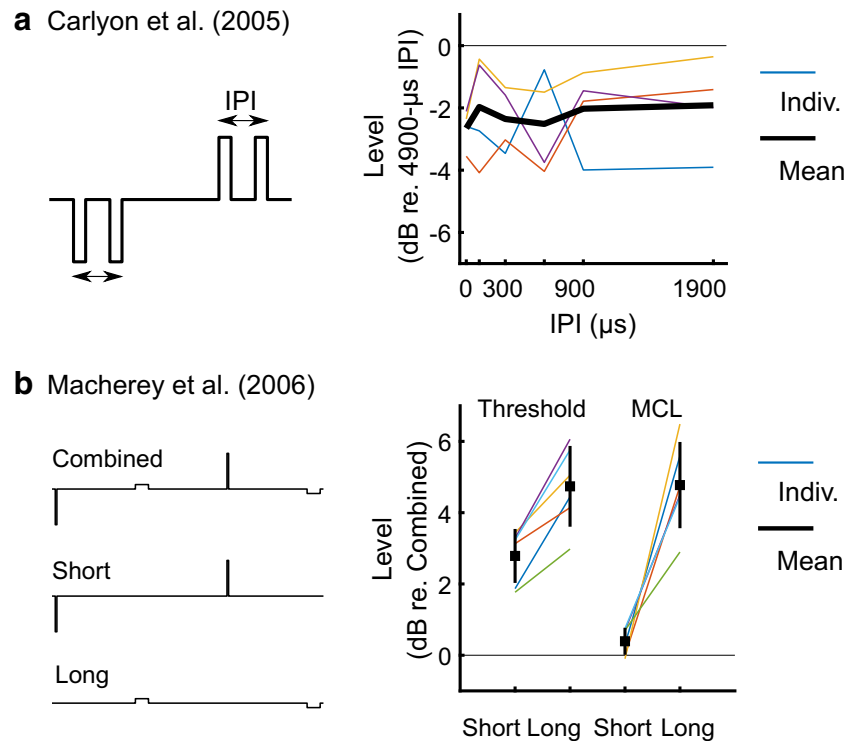 a Carlyon et al. (2005)
IPI
Level
(dB re. 4900-µs IPI)
0
-2
-4
-6
0 300 900 1900
IPI (µs)
Indiv.
Mean
b Macherey et al. (2006)
Combined
Short
Long
Level
(dB re. Combined)
6
4
2
0
Threshold MCL
Short Long Short Long
Indiv.
Mean